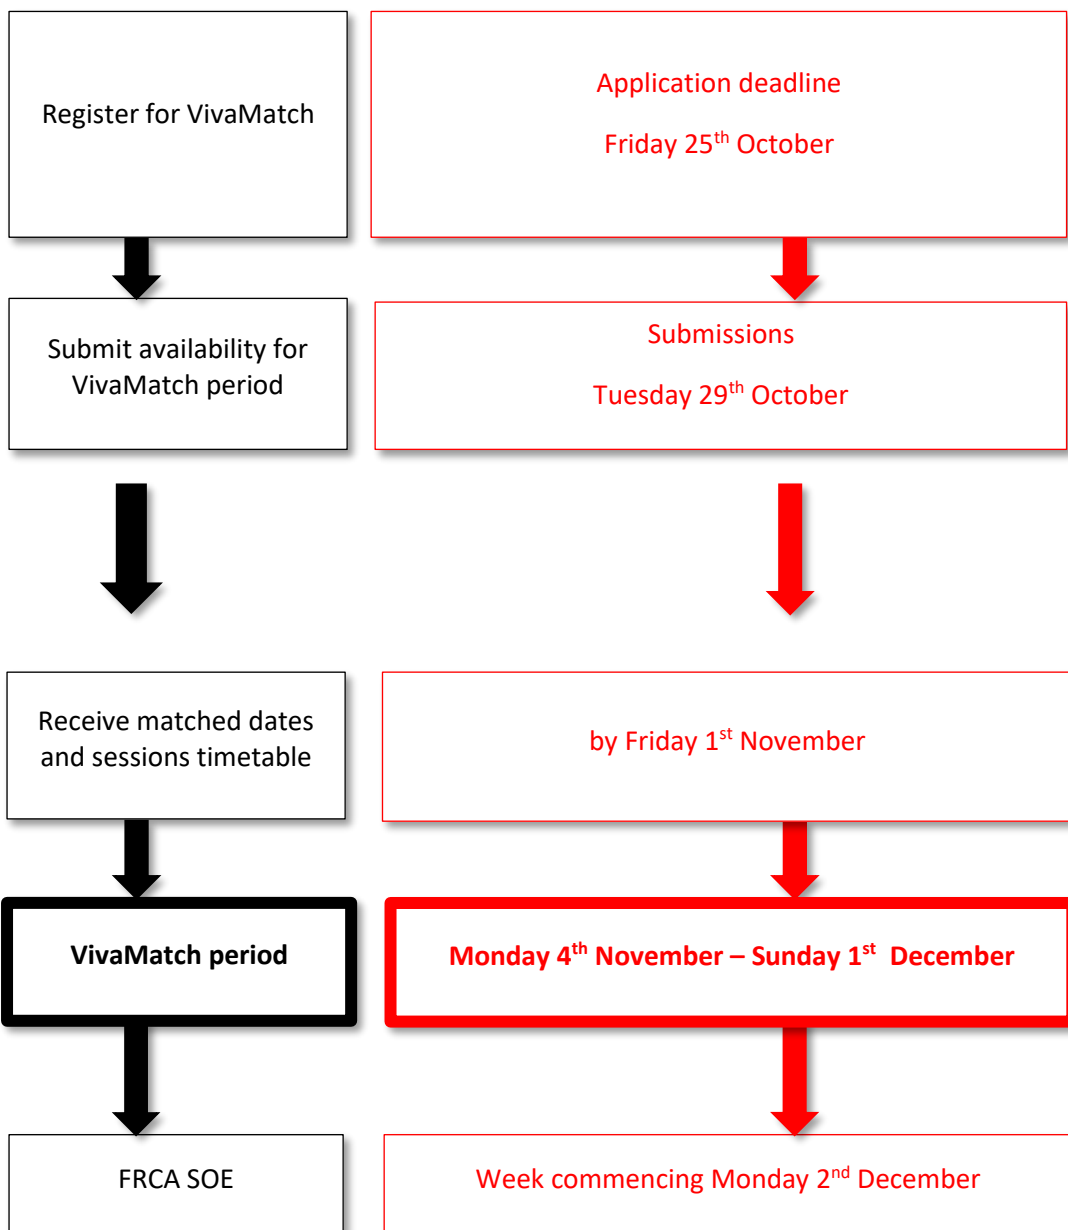 Register for VivaMatch
Application deadline
Friday 25th October
Submit availability for
VivaMatch period
Submissions
Tuesday 29th October
Receive matched dates
and sessions timetable
by Friday 1st November
VivaMatch period
Monday 4th November – Sunday 1st December
FRCA SOE
Week commencing Monday 2nd December